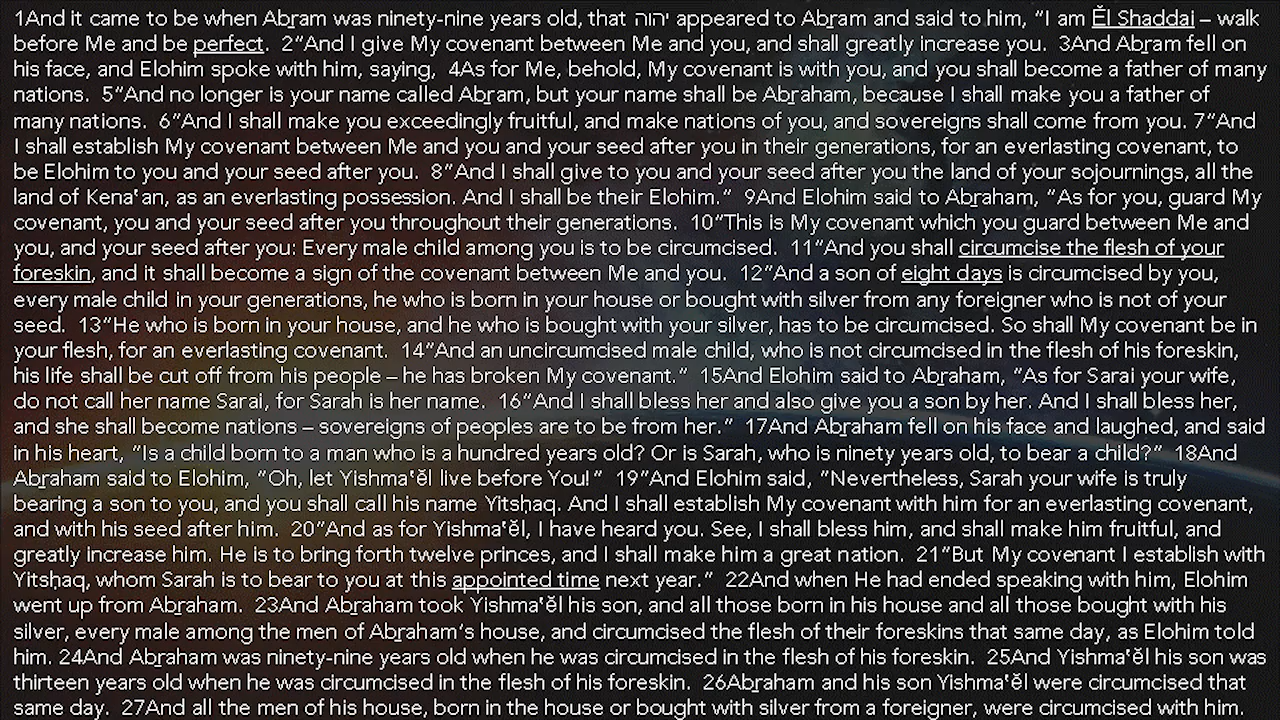 1And it came to be when Aḇram was ninety-nine years old, that יהוה appeared to Aḇram and said to him, “I am Ěl Shaddai – walk
before Me and be perfect. 2“And I give My covenant between Me and you, and shall greatly increase you. 3And Aḇram fell on
his face, and Elohim spoke with him, saying, 4As for Me, behold, My covenant is with you, and you shall become a father of many
nations. 5“And no longer is your name called Aḇram, but your name shall be Aḇraham, because I shall make you a father of
many nations. 6“And I shall make you exceedingly fruitful, and make nations of you, and sovereigns shall come from you. 7“And
I shall establish My covenant between Me and you and your seed after you in their generations, for an everlasting covenant, to
be Elohim to you and your seed after you. 8“And I shall give to you and your seed after you the land of your sojournings, all the
land of Kenaʽan, as an everlasting possession. And I shall be their Elohim.” 9And Elohim said to Aḇraham, “As for you, guard My
covenant, you and your seed after you throughout their generations. 10“This is My covenant which you guard between Me and
you, and your seed after you: Every male child among you is to be circumcised. 11“And you shall circumcise the flesh of your
foreskin, and it shall become a sign of the covenant between Me and you. 12“And a son of eight days is circumcised by you,
every male child in your generations, he who is born in your house or bought with silver from any foreigner who is not of your
seed. 13“He who is born in your house, and he who is bought with your silver, has to be circumcised. So shall My covenant be in
your flesh, for an everlasting covenant. 14“And an uncircumcised male child, who is not circumcised in the flesh of his foreskin,
his life shall be cut off from his people – he has broken My covenant.” 15And Elohim said to Aḇraham, “As for Sarai your wife,
do not call her name Sarai, for Sarah is her name. 16“And I shall bless her and also give you a son by her. And I shall bless her,
and she shall become nations – sovereigns of peoples are to be from her.” 17And Aḇraham fell on his face and laughed, and said
in his heart, “Is a child born to a man who is a hundred years old? Or is Sarah, who is ninety years old, to bear a child?” 18And
Aḇraham said to Elohim, “Oh, let Yishmaʽĕl live before You!” 19“And Elohim said, “Nevertheless, Sarah your wife is truly
bearing a son to you, and you shall call his name Yitsḥaq. And I shall establish My covenant with him for an everlasting covenant,
and with his seed after him. 20“And as for Yishmaʽĕl, I have heard you. See, I shall bless him, and shall make him fruitful, and
greatly increase him. He is to bring forth twelve princes, and I shall make him a great nation. 21“But My covenant I establish with
Yitsḥaq, whom Sarah is to bear to you at this appointed time next year.” 22And when He had ended speaking with him, Elohim
went up from Aḇraham. 23And Aḇraham took Yishmaʽĕl his son, and all those born in his house and all those bought with his
silver, every male among the men of Aḇraham’s house, and circumcised the flesh of their foreskins that same day, as Elohim told
him. 24And Aḇraham was ninety-nine years old when he was circumcised in the flesh of his foreskin. 25And Yishmaʽĕl his son was
thirteen years old when he was circumcised in the flesh of his foreskin. 26Aḇraham and his son Yishmaʽĕl were circumcised that
same day. 27And all the men of his house, born in the house or bought with silver from a foreigner, were circumcised with him.